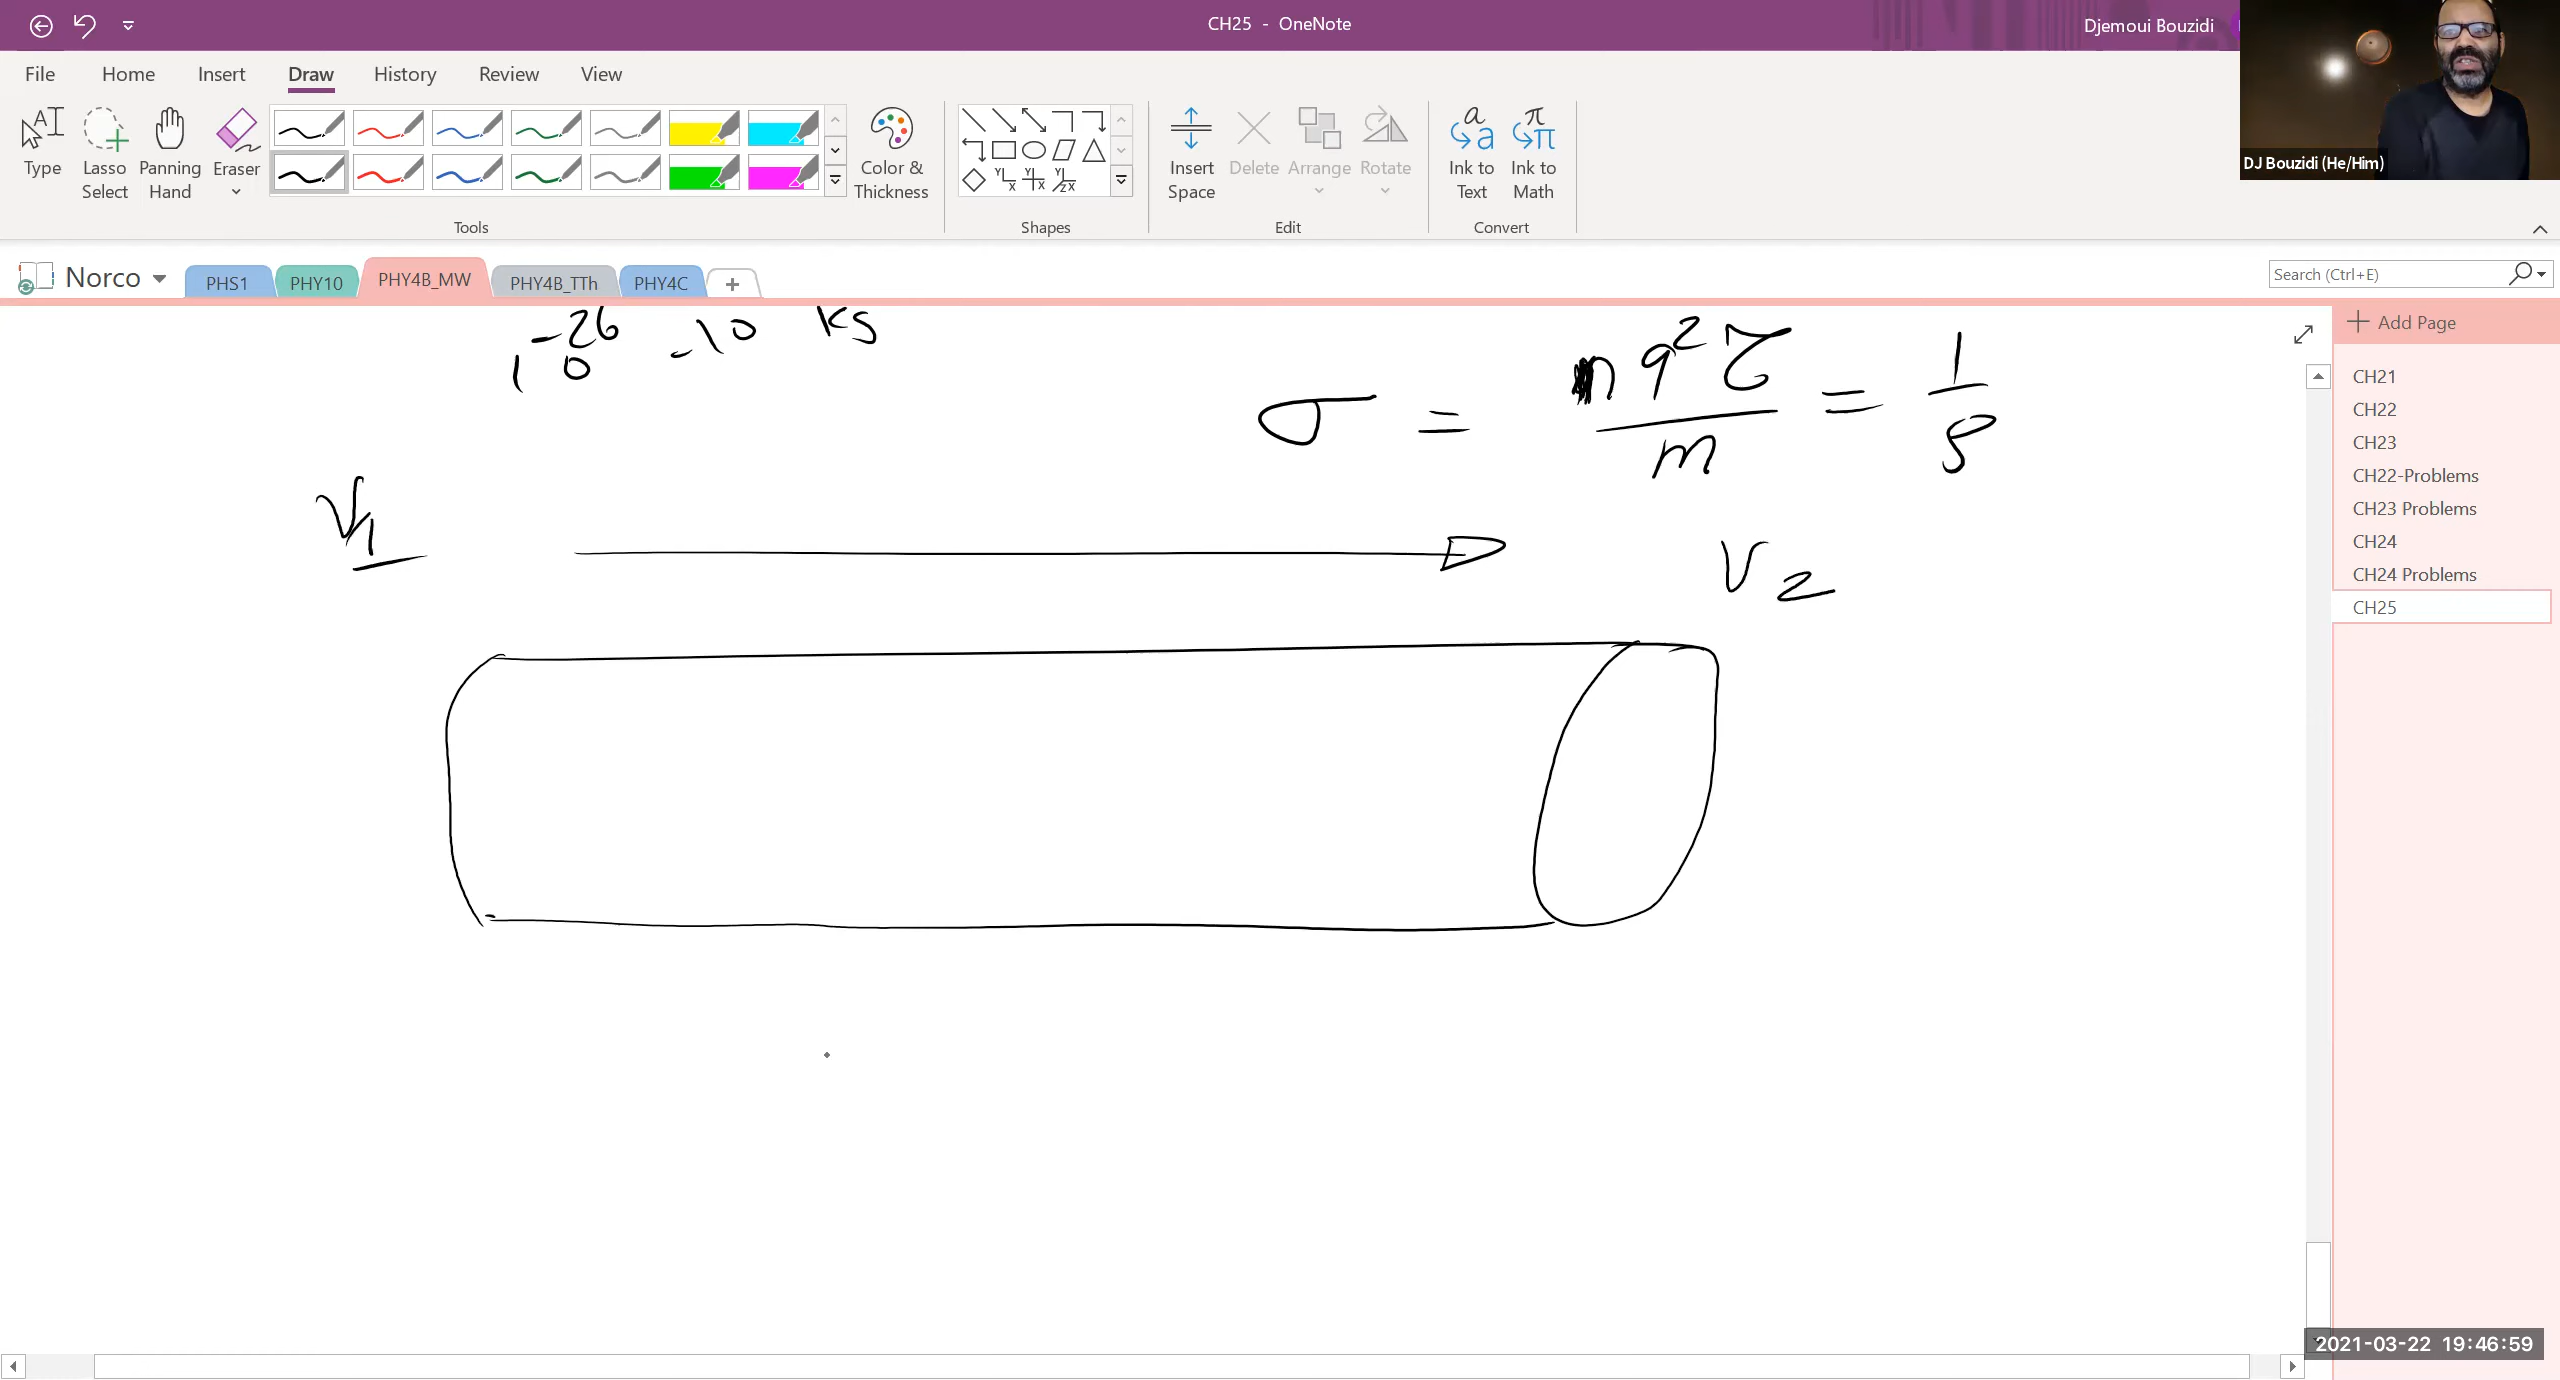 CH25 - OneNote
Djemoui Bouzidi
File Home Insert Draw History Review View
Type
Lasso Select
Panning Hand
Eraser
Color & Thickness
Insert Space
Delete
Arrange
Rotate
Ink to Text
Ink to Math
Tools
Shapes
Edit
Convert
DJ Bouzidi (He/Him)
Norco PHS1 PHY10 PHY4B_MW PHY4B_TTh PHY4C +
Search (Ctrl+E)
Add Page
CH21
CH22
CH23
CH22-Problems
CH23 Problems
CH24
CH24 Problems
CH25
10^-26 -10
σ = nq²τ/m = 1/ρ
V1
V2
2021-03-22 19:46:59